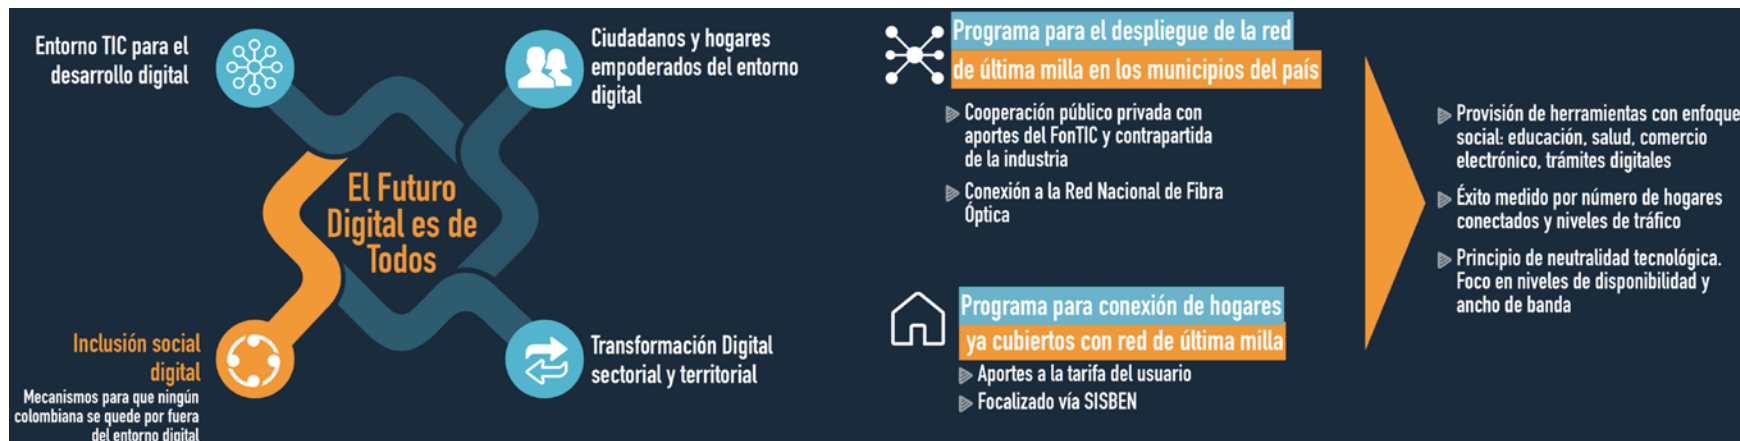 Entorno TIC para el
desarrollo digital
Ciudadanos y hogares
empoderados del entorno
digital
El Futuro
Digital es de
Todos
Inclusión social
digital
Mecanismos para que ningún
colombiana se quede por fuera
del entorno digital
Transformación Digital
sectorial y territorial
Programa para el despliegue de la red
de última milla en los municipios del país
Cooperación público privada con
aportes del FonTIC y contrapartida
de la industria
Conexión a la Red Nacional de Fibra
Óptica
Programa para conexión de hogares
ya cubiertos con red de última milla
Aportes a la tarifa del usuario
Focalizado vía SISBEN
Provisión de herramientas con enfoque
social: educación, salud, comercio
electrónico, trámites digitales
Éxito medido por número de hogares
conectados y niveles de tráfico
Principio de neutralidad tecnológica.
Foco en niveles de disponibilidad y
ancho de banda